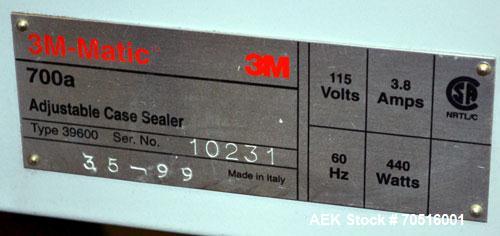 3M-Matic
3M
700a
Adjustable Case Sealer
Type 39600 Ser. No. 10231
35-99 Made in Italy
115 Volts
3.8 Amps
NRTL/C
60 Hz
440 Watts
AEK Stock # 70516001